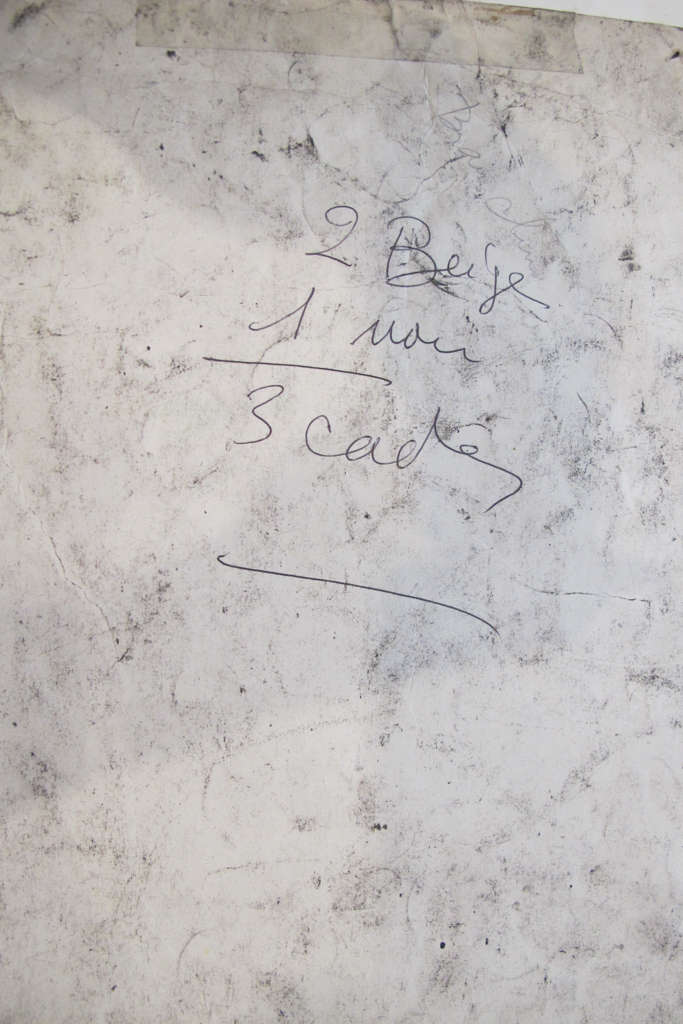 2 Beige
1 noir
3 cadres